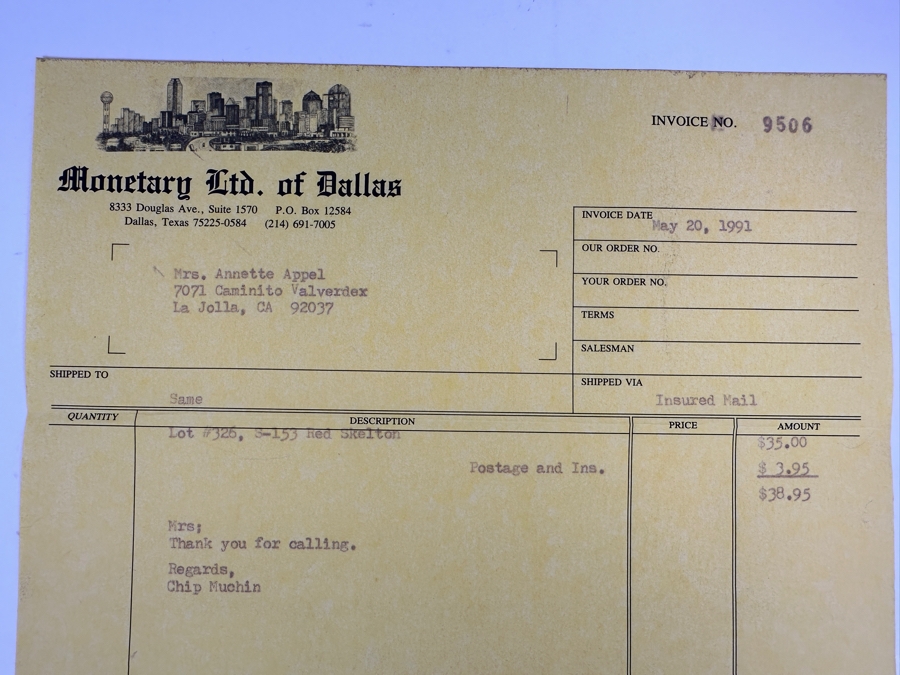 INVOICE NO. 9506
Monetary Ltd. of Dallas
8333 Douglas Ave., Suite 1570 P.O. Box 12584
Dallas, Texas 75225-0584 (214) 691-7005
INVOICE DATE
May 20, 1991
OUR ORDER NO.
YOUR ORDER NO.
TERMS
SALESMAN
SHIPPED VIA
Insured Mail
Mrs. Annette Appel
7071 Caminito Valverdex
La Jolla, CA 92037
SHIPPED TO
Same
QUANTITY DESCRIPTION PRICE AMOUNT
Lot #326, S-153 Red Skelton $35.00
Postage and Ins. $ 3.95
$38.95
Mrs;
Thank you for calling.
Regards,
Chip Muchin